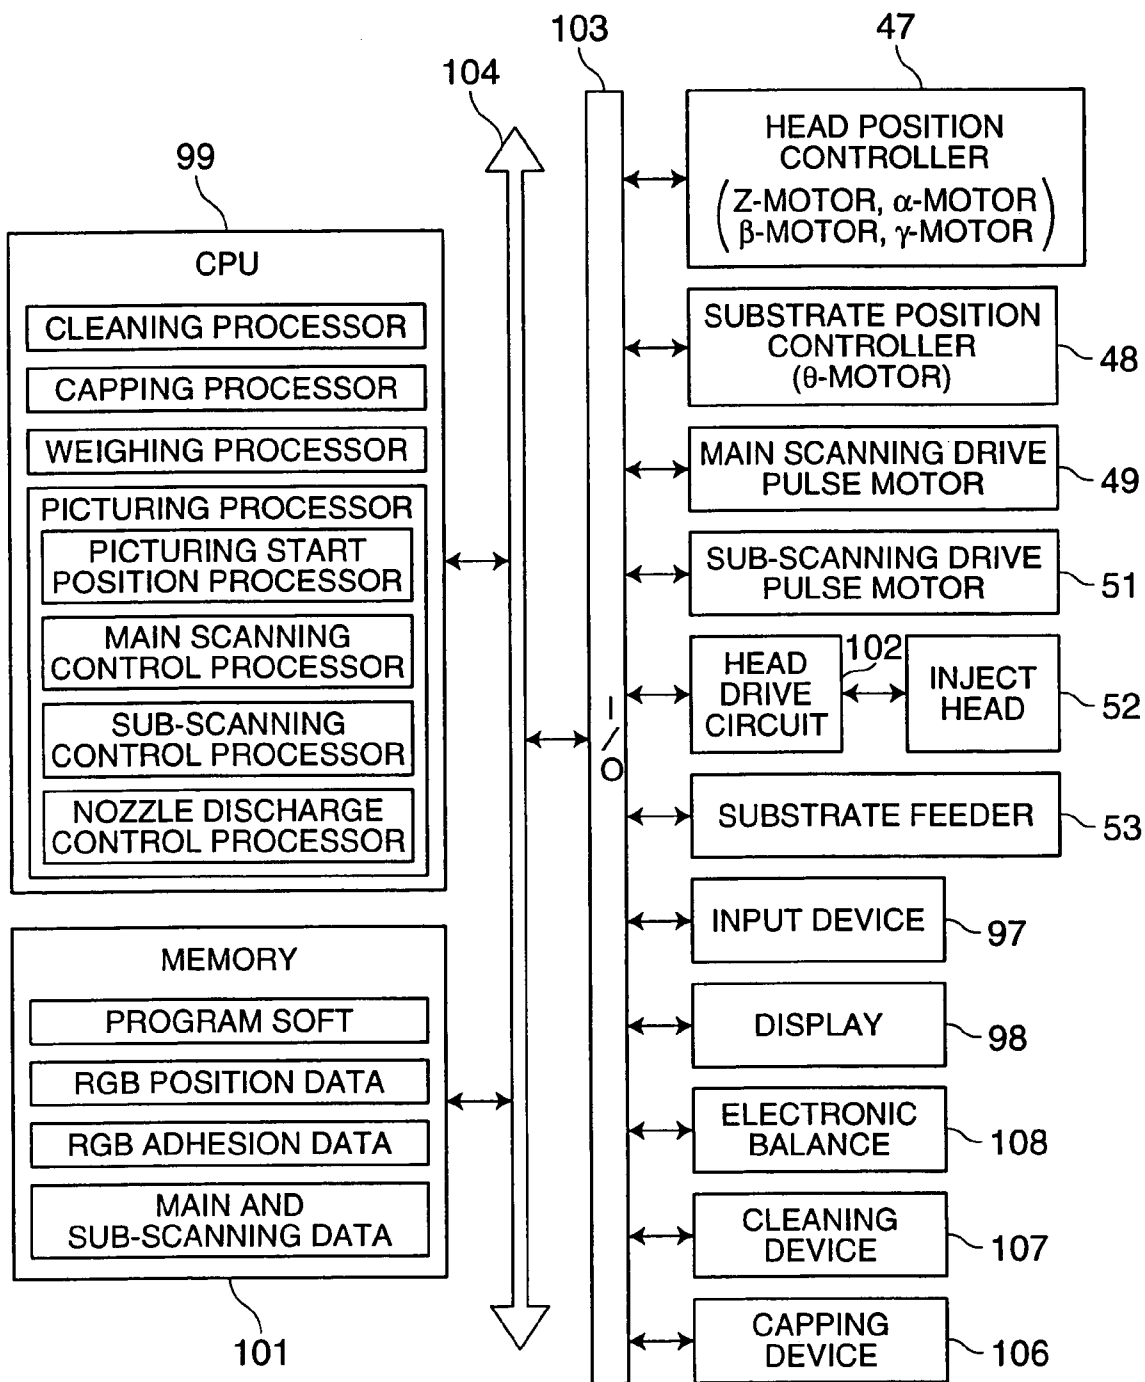 103
47
104
99
CPU
CLEANING PROCESSOR
CAPPING PROCESSOR
WEIGHING PROCESSOR
PICTURING PROCESSOR
PICTURING START
POSITION PROCESSOR
MAIN SCANNING
CONTROL PROCESSOR
SUB-SCANNING
CONTROL PROCESSOR
NOZZLE DISCHARGE
CONTROL PROCESSOR
MEMORY
PROGRAM SOFT
RGB POSITION DATA
RGB ADHESION DATA
MAIN AND
SUB-SCANNING DATA
101
I/O
HEAD POSITION
CONTROLLER
(Z-MOTOR, α-MOTOR
β-MOTOR, γ-MOTOR)
SUBSTRATE POSITION
CONTROLLER
(θ-MOTOR)
48
MAIN SCANNING DRIVE
PULSE MOTOR
49
SUB-SCANNING DRIVE
PULSE MOTOR
51
HEAD
DRIVE
CIRCUIT
102
INJECT
HEAD
52
SUBSTRATE FEEDER
53
INPUT DEVICE
97
DISPLAY
98
ELECTRONIC
BALANCE
108
CLEANING
DEVICE
107
CAPPING
DEVICE
106